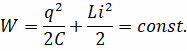 W = q²/2C + Li²/2 = const.